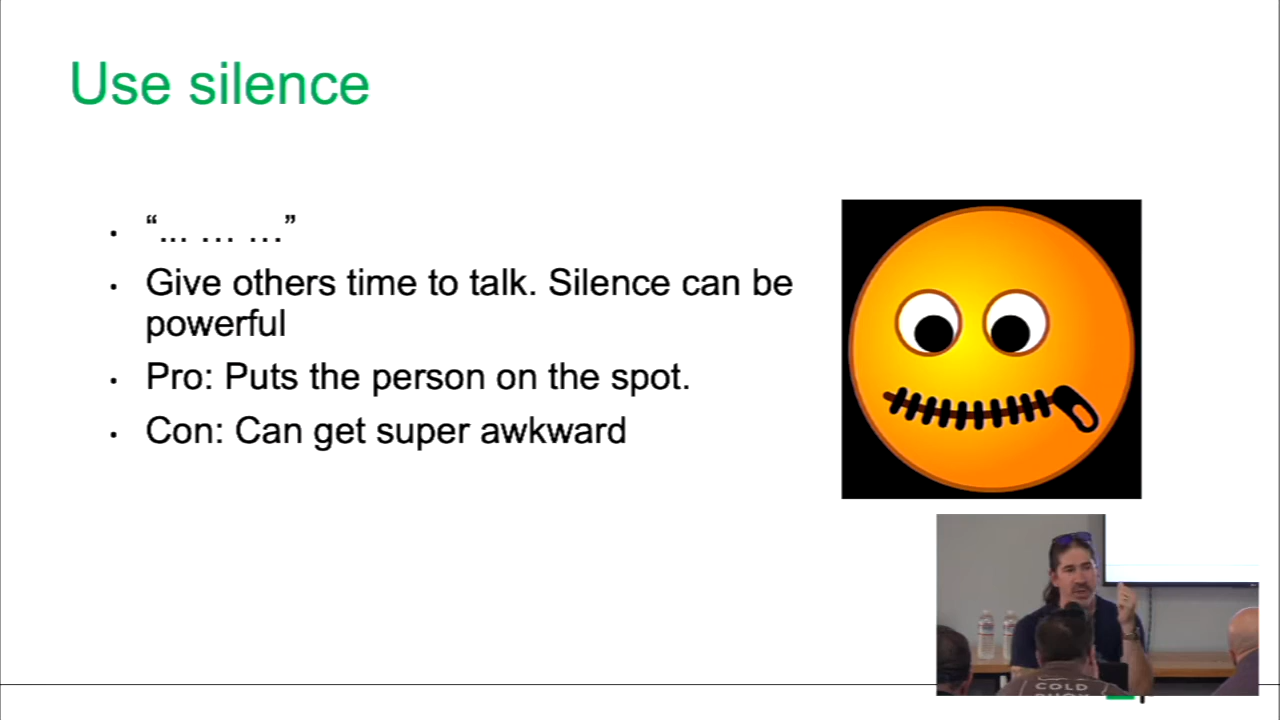 Use silence
“... … …”
Give others time to talk. Silence can be
powerful
Pro: Puts the person on the spot.
Con: Can get super awkward
COLD